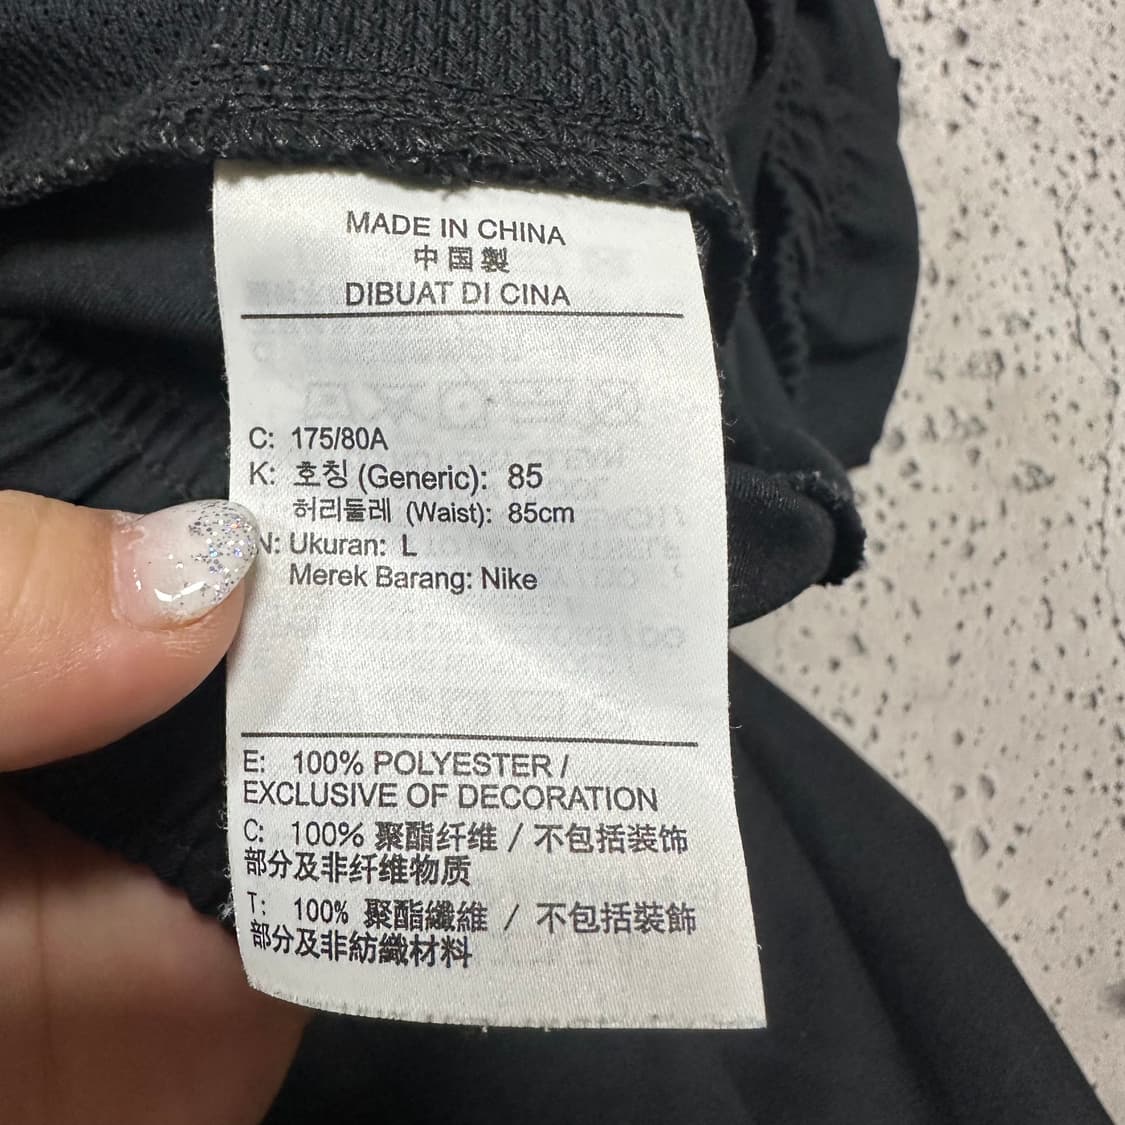 MADE IN CHINA
中国製
DIBUAT DI CINA
C: 175/80A
K: 호칭 (Generic): 85
허리둘레 (Waist): 85cm
N: Ukuran: L
Merek Barang: Nike
E: 100% POLYESTER /
EXCLUSIVE OF DECORATION
C: 100% 聚酯纤维 / 不包括装饰
部分及非纤维物质
T: 100% 聚酯纖維 / 不包括裝飾
部分及非紡織材料